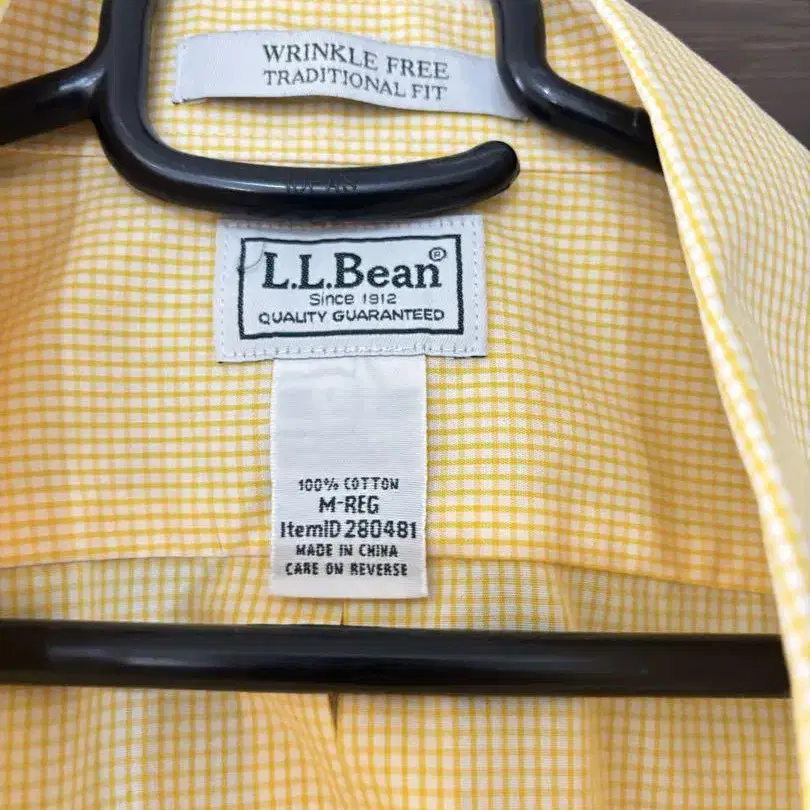 WRINKLE FREE
TRADITIONAL FIT
L.L.Bean®
Since 1912
QUALITY GUARANTEED
100% COTTON
M-REG
ItemID 280481
MADE IN CHINA
CARE ON REVERSE